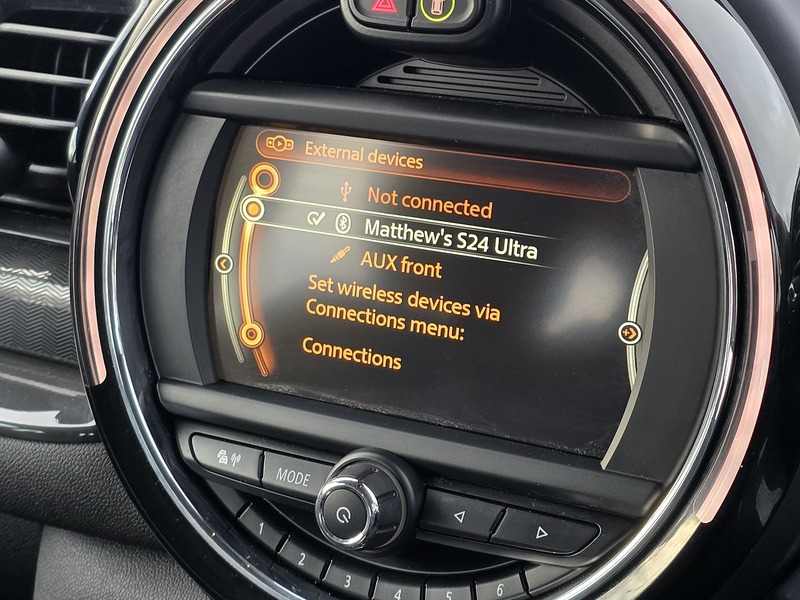 External devices
Not connected
Matthew's S24 Ultra
AUX front
Set wireless devices via
Connections menu:
Connections
MODE
1
2
3
4
5
6